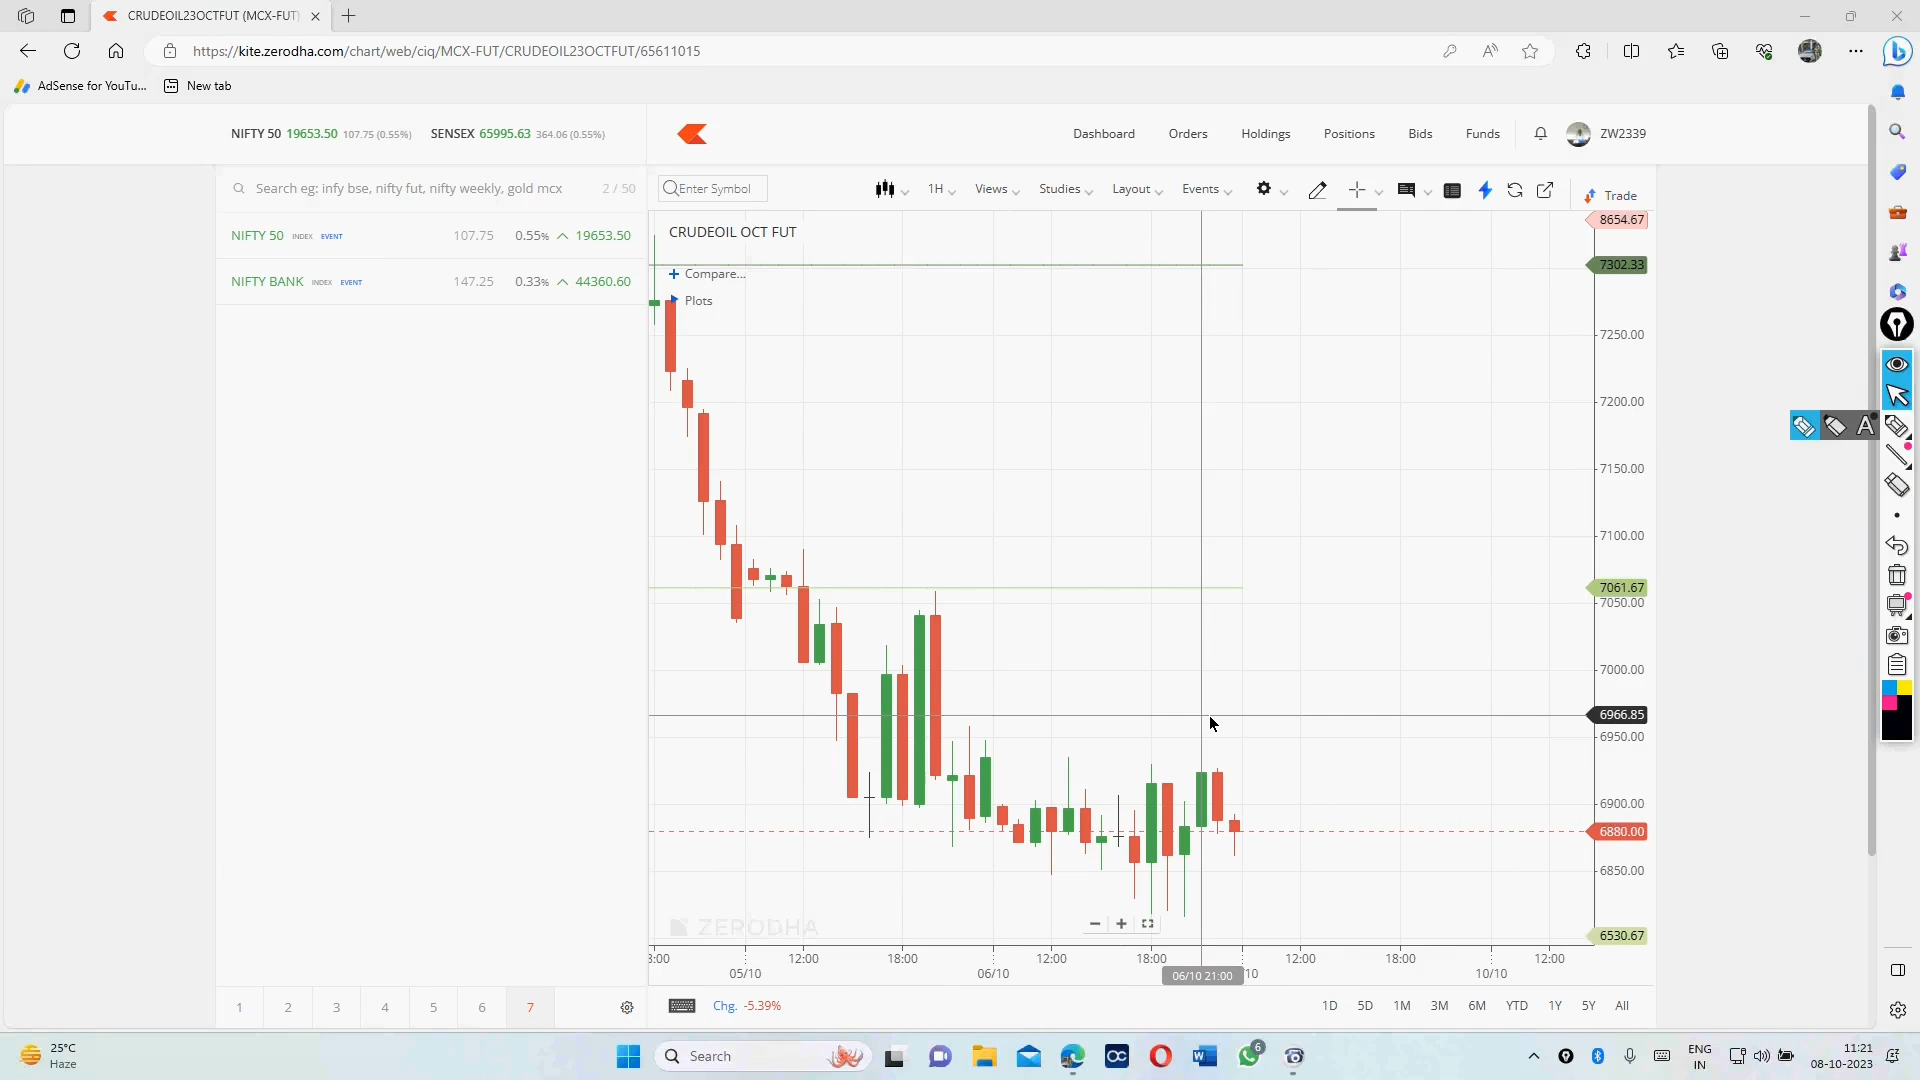 CRUDEOIL23OCTFUT (MCX-FUT)
https://kite.zerodha.com/chart/web/ciq/MCX-FUT/CRUDEOIL23OCTFUT/65611015
AdSense for YouTu... New tab
NIFTY 50 19653.50 107.75 (0.55%) SENSEX 65995.63 364.06 (0.55%)
Dashboard Orders Holdings Positions Bids Funds ZW2339
Search eg: infy bse, nifty fut, nifty weekly, gold mcx 2 / 50
Enter Symbol 1H Views Studies Layout Events Trade
NIFTY 50 INDEX EVENT 107.75 0.55% 19653.50
NIFTY BANK INDEX EVENT 147.25 0.33% 44360.60
CRUDEOIL OCT FUT
Compare...
Plots
8654.67
7302.33
7250.00
7200.00
7150.00
7100.00
7061.67
7050.00
7000.00
6966.85
6950.00
6900.00
6880.00
6850.00
6530.67
A
ZERODHA
3:00 12:00 18:00 12:00 18:00 12:00 18:00 12:00
05/10 06/10 06/10 21:00 10 10/10
1 2 3 4 5 6 7
Chg. -5.39%
1D 5D 1M 3M 6M YTD 1Y 5Y All
25°C
Haze
Search
6
ENG
IN
11:21
08-10-2023